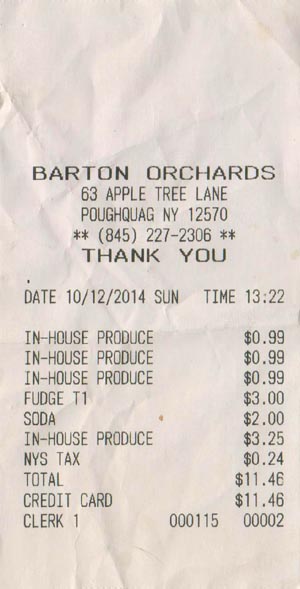 BARTON ORCHARDS
63 APPLE TREE LANE
POUGHQUAG NY 12570
** (845) 227-2306 **
THANK YOU
.
DATE 10/12/2014 SUN TIME 13:22
IN-HOUSE PRODUCE $0.99
IN-HOUSE PRODUCE $0.99
IN-HOUSE PRODUCE $0.99
FUDGE T1 $3.00
SODA $2.00
IN-HOUSE PRODUCE $3.25
NYS TAX $0.24
TOTAL $11.46
CREDIT CARD $11.46
CLERK 1 000115 00002